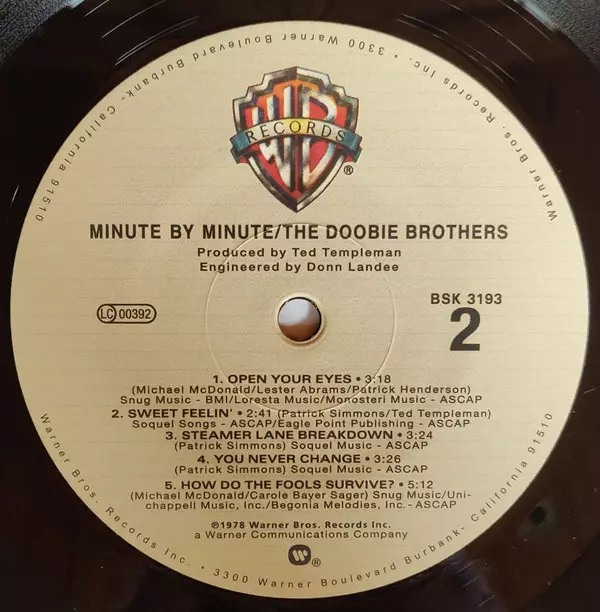 Warner Bros. Records Inc. • 3300 Warner Boulevard Burbank- California 91510
WB
RECORDS
®
MINUTE BY MINUTE/THE DOOBIE BROTHERS
Produced by Ted Templeman
Engineered by Donn Landee
LC 00392
BSK 3193
2
1. OPEN YOUR EYES • 3:18
(Michael McDonald/Lester Abrams/Patrick Henderson)
Snug Music - BMI/Loresta Music/Monosteri Music - ASCAP
2. SWEET FEELIN' • 2:41 (Patrick Simmons/Ted Templeman)
Soquel Songs - ASCAP/Eagle Point Publishing - ASCAP
3. STEAMER LANE BREAKDOWN • 3:24
(Patrick Simmons) Soquel Music - ASCAP
4. YOU NEVER CHANGE • 3:26
(Patrick Simmons) Soquel Music - ASCAP
5. HOW DO THE FOOLS SURVIVE? • 5:12
(Michael McDonald/Carole Bayer Sager) Snug Music/Uni-
chappell Music, Inc./Begonia Melodies, Inc. - ASCAP
℗1978 Warner Bros. Records Inc.
a Warner Communications Company
®
Warner Bros. Records Inc. • 3300 Warner Boulevard Burbank- California 91510